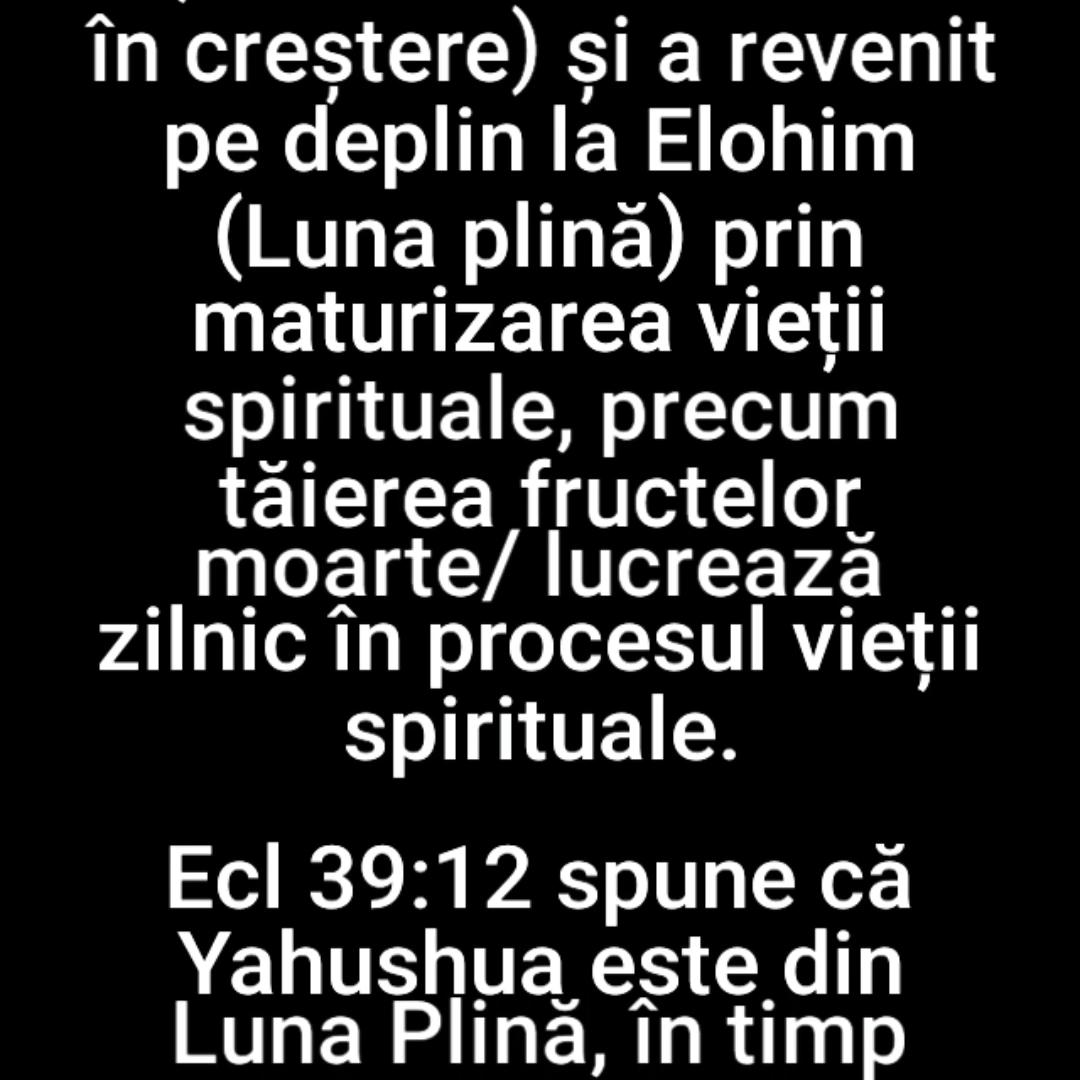 în creștere) și a revenit
pe deplin la Elohim
(Luna plină) prin
maturizarea vieții
spirituale, precum
tăierea fructelor
moarte/ lucrează
zilnic în procesul vieții
spirituale.
Ecl 39:12 spune că
Yahushua este din
Luna Plină, în timp